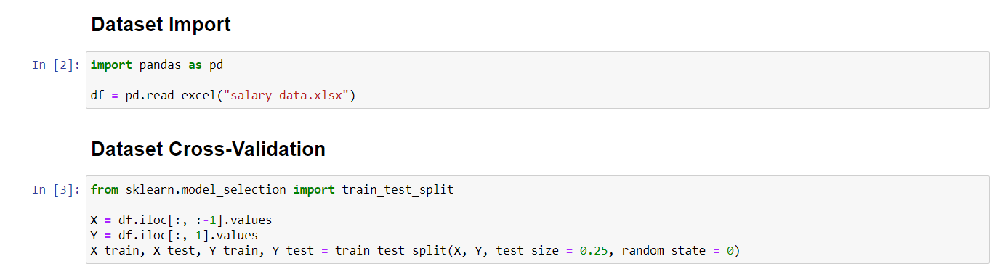 Dataset Import
In [2]: import pandas as pd
df = pd.read_excel("salary_data.xlsx")
Dataset Cross-Validation
In [3]: from sklearn.model_selection import train_test_split
X = df.iloc[:, :-1].values
Y = df.iloc[:, 1].values
X_train, X_test, Y_train, Y_test = train_test_split(X, Y, test_size = 0.25, random_state = 0)